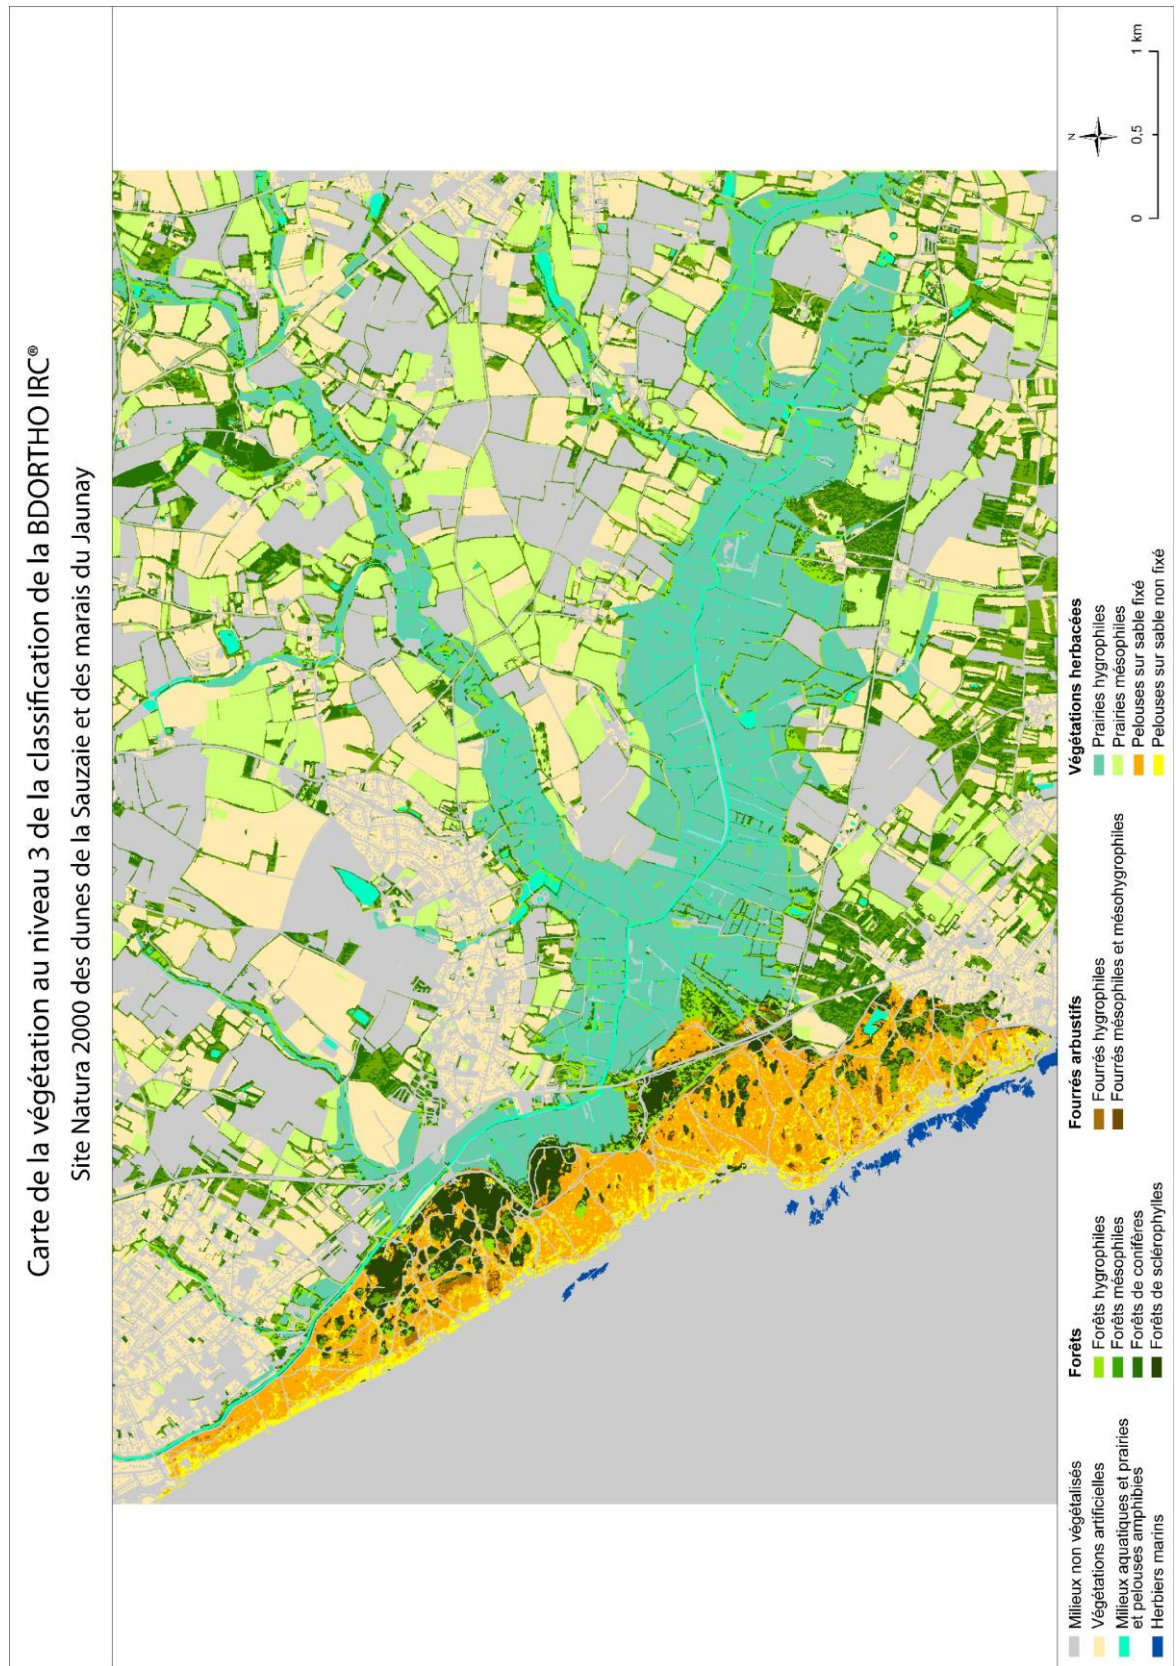 Carte de la végétation au niveau 3 de la classification de la BDORTHO IRC®
Site Natura 2000 des dunes de la Sauzaie et des marais du Jaunay
N
0
0,5
1 km
Milieux non végétalisés
Végétations artificielles
Milieux aquatiques et prairies
et pelouses amphibies
Herbiers marins
Forêts
Forêts hygrophiles
Forêts mésophiles
Forêts de conifères
Forêts de sclérophylles
Fourrés arbustifs
Fourrés hygrophiles
Fourrés mésophiles et mésohygrophiles
Végétations herbacées
Prairies hygrophiles
Prairies mésophiles
Pelouses sur sable fixé
Pelouses sur sable non fixé